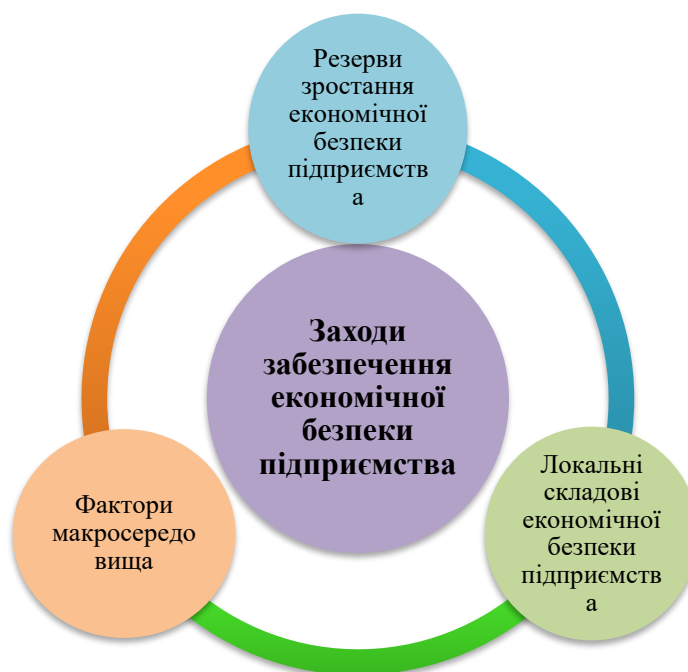 Резерви
зростання
економічної
безпеки
підприємств
а
Заходи
забезпечення
економічної
безпеки
підприємства
Фактори
макросередо
вища
Локальні
складові
економічної
безпеки
підприємств
а